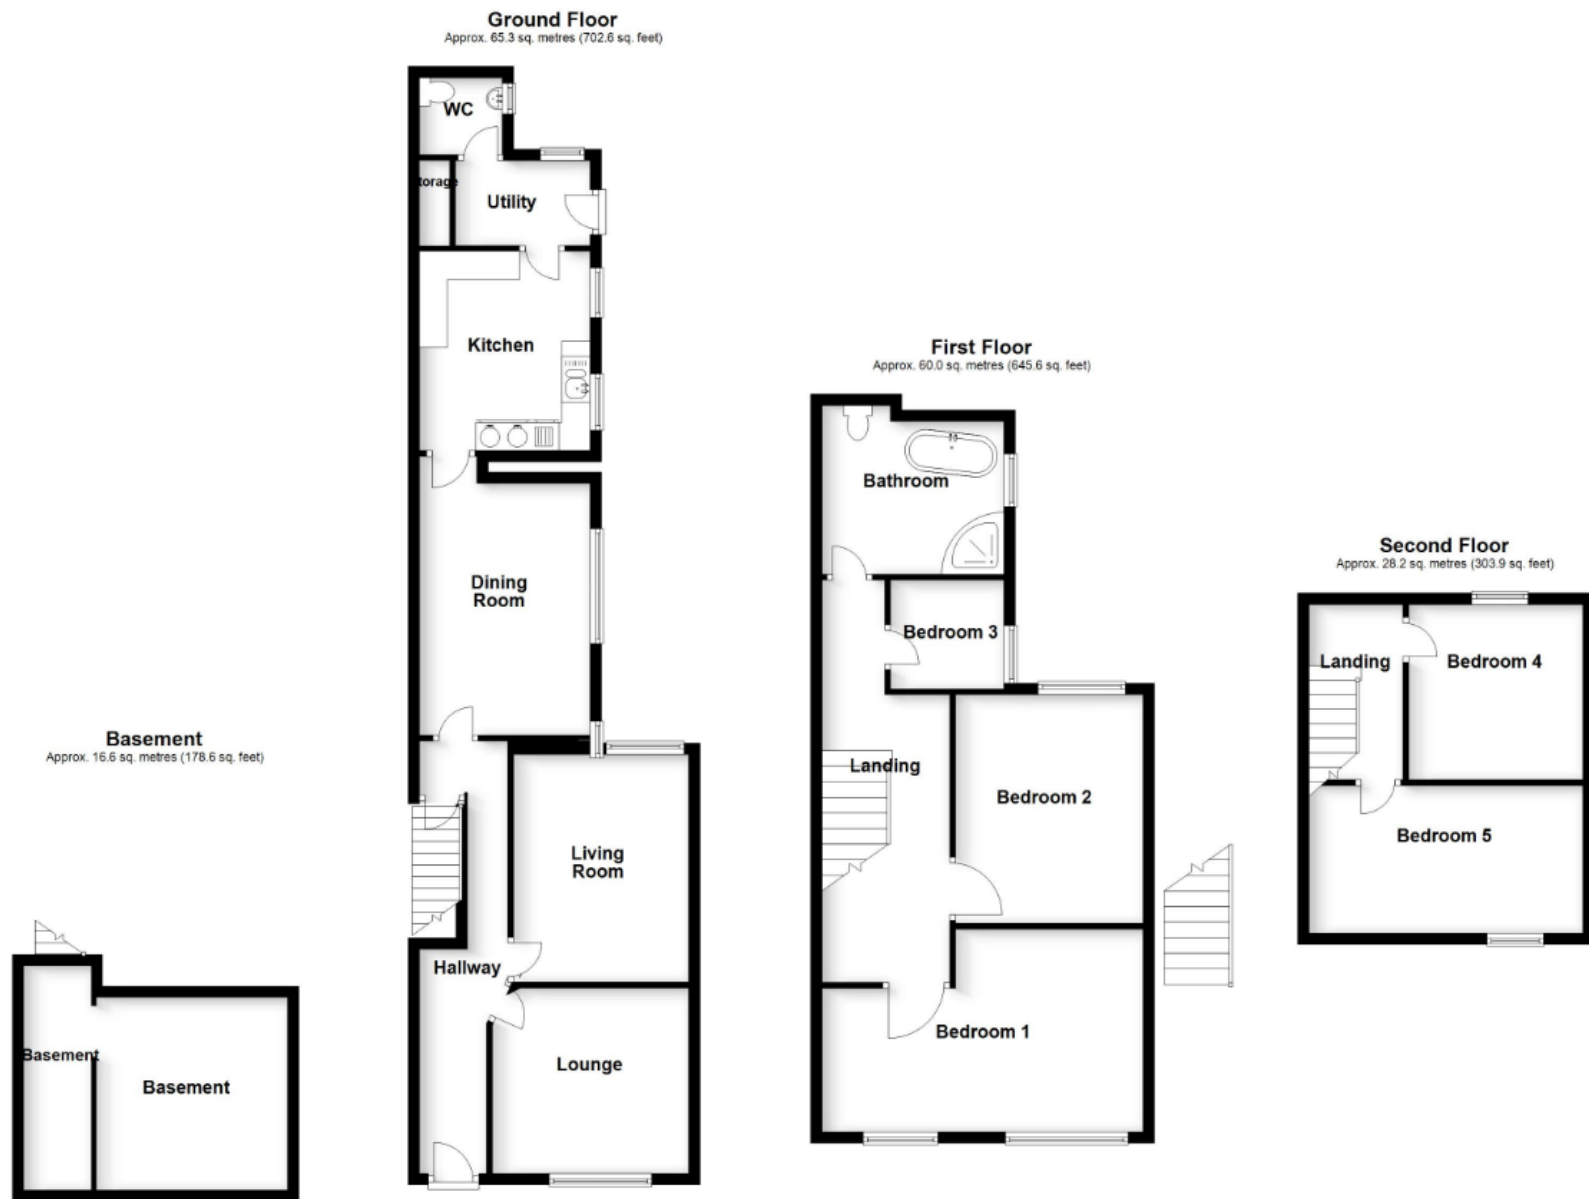 Ground Floor
Approx. 65.3 sq. metres (702.6 sq. feet)
WC
torage
Utility
Kitchen
Dining
Room
Living
Room
Hallway
Lounge
Basement
Approx. 16.6 sq. metres (178.6 sq. feet)
Basement
Basement
First Floor
Approx. 60.0 sq. metres (645.6 sq. feet)
Bathroom
Bedroom 3
Landing
Bedroom 2
Bedroom 1
Second Floor
Approx. 28.2 sq. metres (303.9 sq. feet)
Landing
Bedroom 4
Bedroom 5